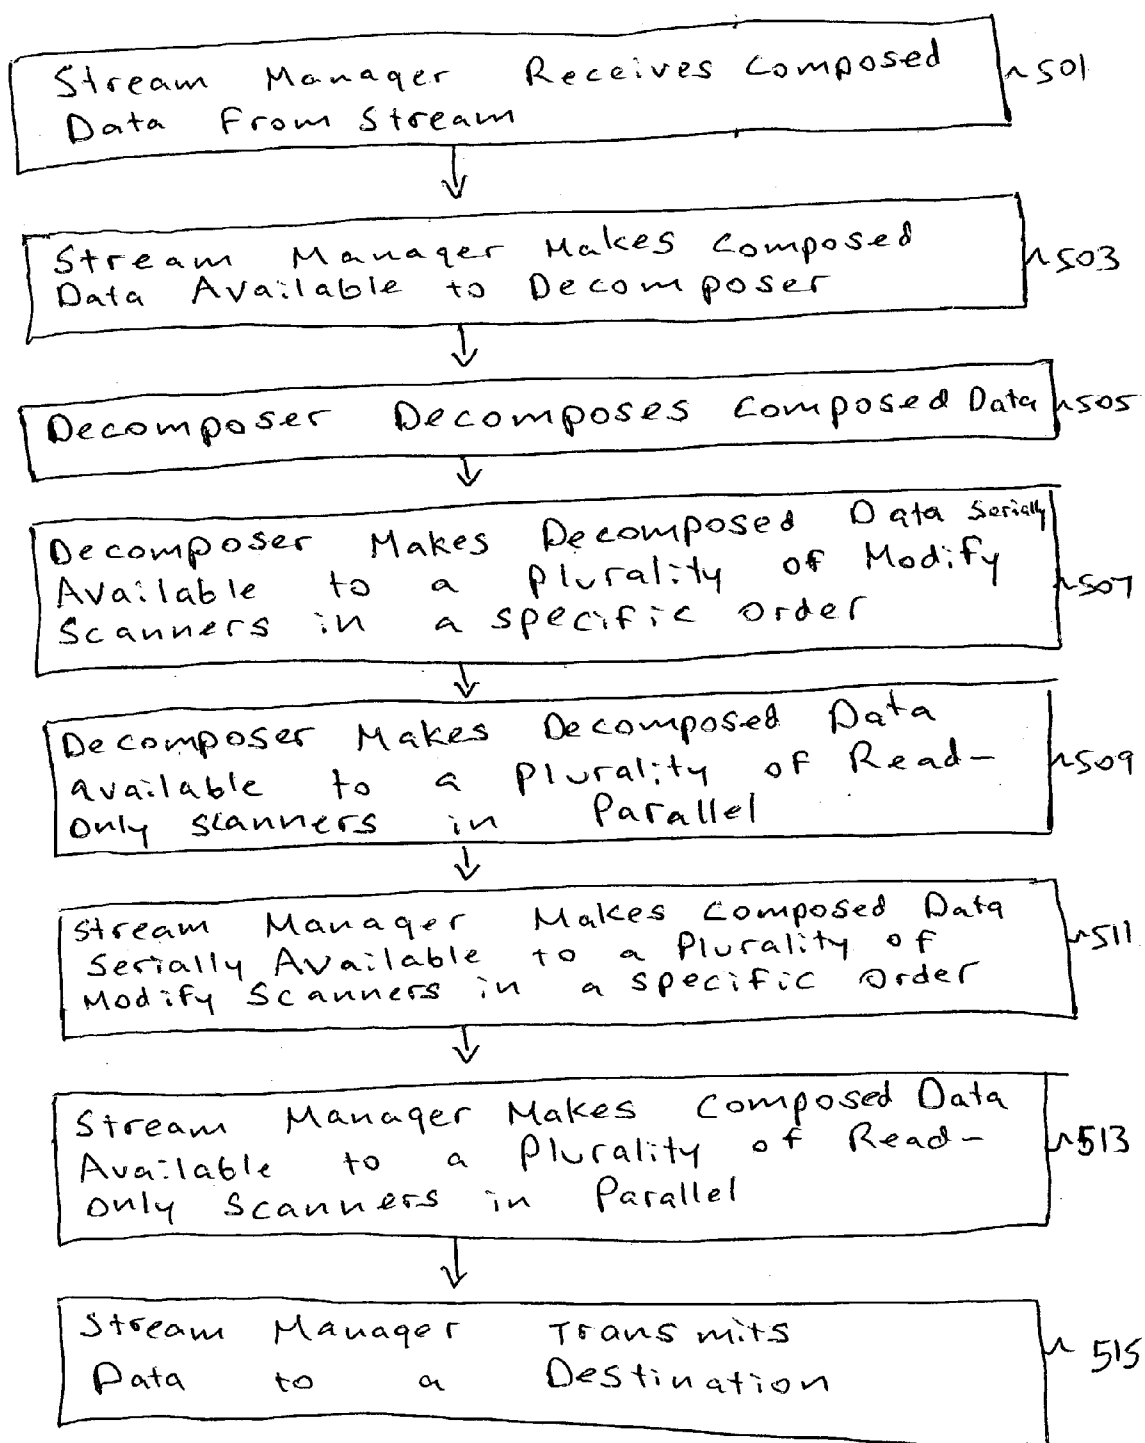 Stream Manager Receives Composed
Data From Stream
501
Stream Manager Makes Composed
Data Available to Decomposer
503
Decomposer Decomposes Composed Data
505
Decomposer Makes Decomposed Data Serially
Available to a Plurality of Modify
Scanners in a specific order
507
Decomposer Makes Decomposed Data
available to a Plurality of Read-
Only scanners in Parallel
509
Stream Manager Makes Composed Data
Serially Available to a Plurality of
Modify Scanners in a specific order
511
Stream Manager Makes Composed Data
Available to a Plurality of Read-
Only Scanners in Parallel
513
Stream Manager Transmits
Data to a Destination
515